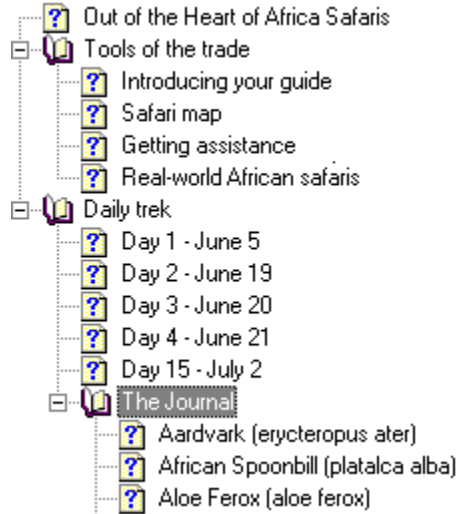 Out of the Heart of Africa Safaris
Tools of the trade
Introducing your guide
Safari map
Getting assistance
Real-world African safaris
Daily trek
Day 1 - June 5
Day 2 - June 19
Day 3 - June 20
Day 4 - June 21
Day 15 - July 2
The Journal
Aardvark (erycteropus ater)
African Spoonbill (platalca alba)
Aloe Ferox (aloe ferox)